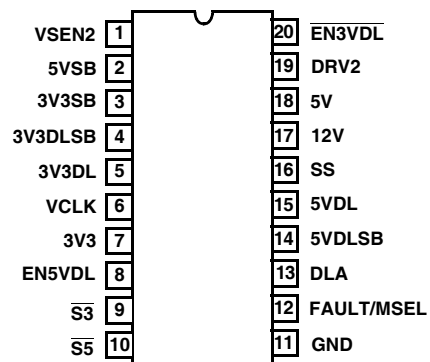 VSEN2 1 20 EN3VDL
5VSB 2 19 DRV2
3V3SB 3 18 5V
3V3DLSB 4 17 12V
3V3DL 5 16 SS
VCLK 6 15 5VDL
3V3 7 14 5VDLSB
EN5VDL 8 13 DLA
S3 9 12 FAULT/MSEL
S5 10 11 GND